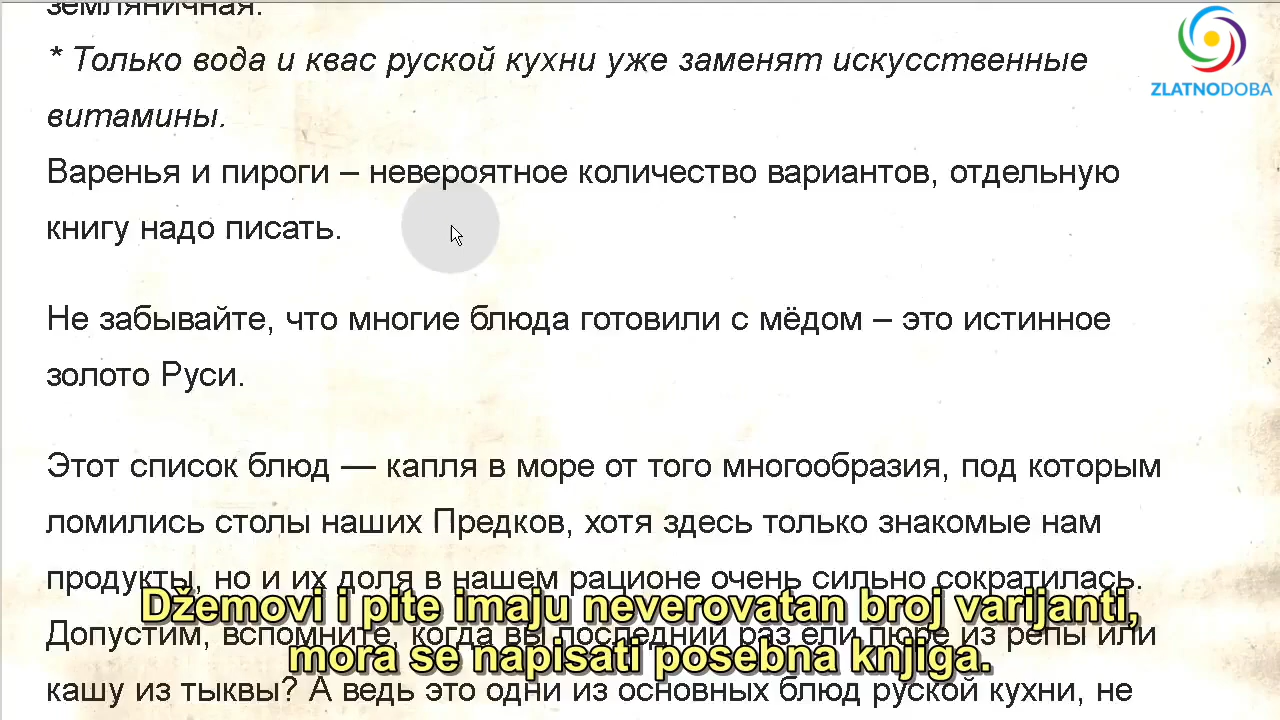 земляничная.
* Только вода и квас руской кухни уже заменят искусственные
витамины.
Варенья и пироги – невероятное количество вариантов, отдельную
книгу надо писать.
Не забывайте, что многие блюда готовили с мёдом – это истинное
золото Руси.
Этот список блюд — капля в море от того многообразия, под которым
ломились столы наших Предков, хотя здесь только знакомые нам
продукты, но и их доля в нашем рационе очень сильно сократилась.
Допустим, вспомните, когда вы последний раз ели пюре из репы или
кашу из тыквы? А ведь это одни из основных блюд руской кухни, не
Džemovi i pite imaju neverovatan broj varijanti,
mora se napisati posebna knjiga.
ZLATNODOBA